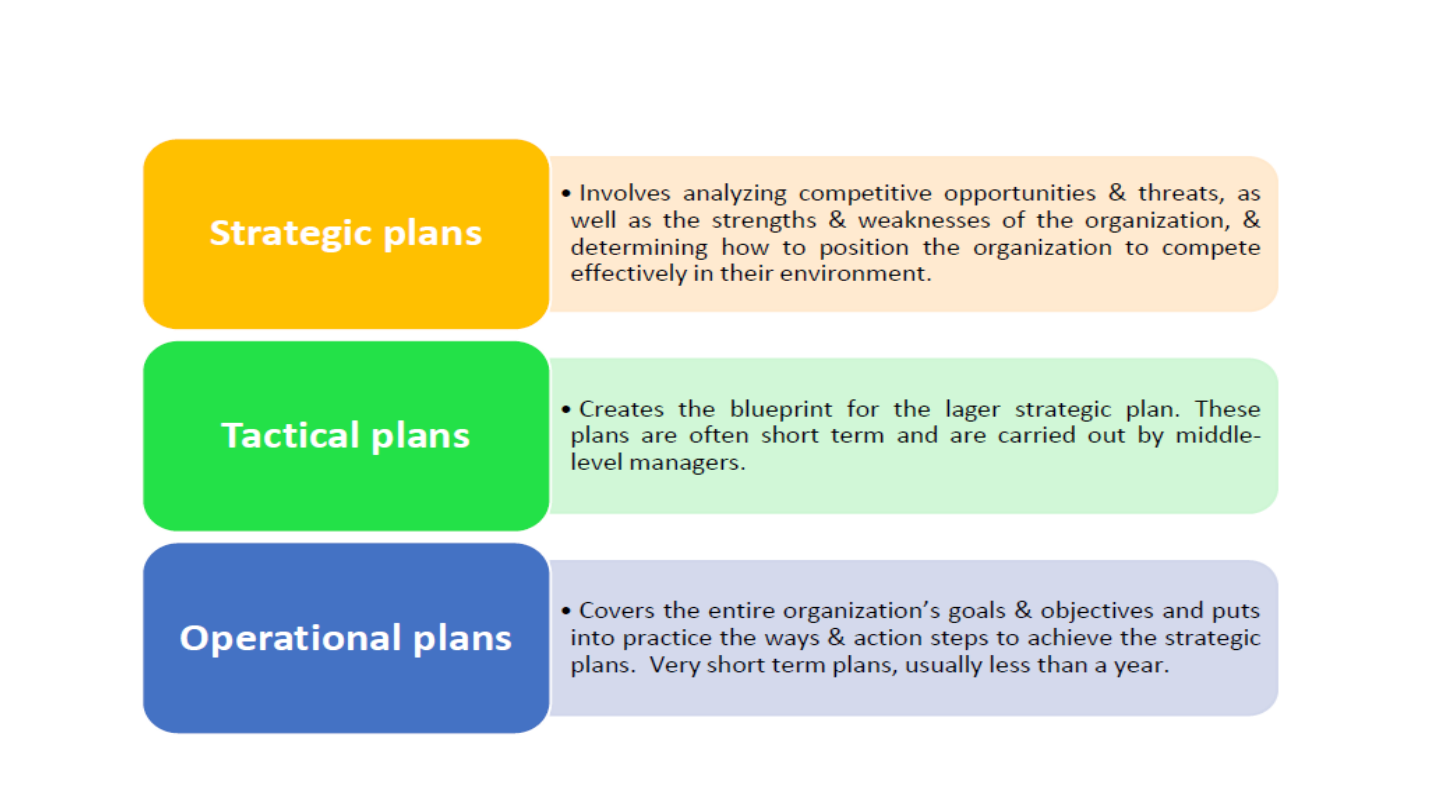 Strategic plans
• Involves analyzing competitive opportunities & threats, as
well as the strengths & weaknesses of the organization, &
determining how to position the organization to compete
effectively in their environment.
Tactical plans
• Creates the blueprint for the lager strategic plan. These
plans are often short term and are carried out by middle-
level managers.
Operational plans
• Covers the entire organization’s goals & objectives and puts
into practice the ways & action steps to achieve the strategic
plans.  Very short term plans, usually less than a year.